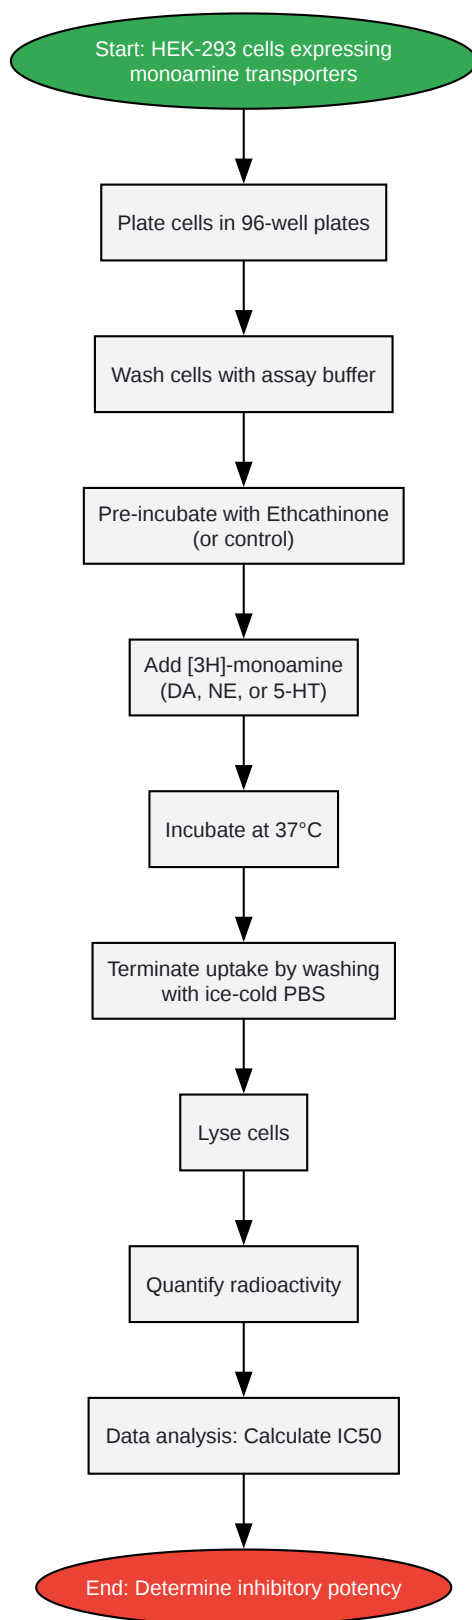 Start: HEK-293 cells expressing
monoamine transporters
Plate cells in 96-well plates
Wash cells with assay buffer
Pre-incubate with Ethcathinone
(or control)
Add [3H]-monoamine
(DA, NE, or 5-HT)
Incubate at 37°C
Terminate uptake by washing
with ice-cold PBS
Lyse cells
Quantify radioactivity
Data analysis: Calculate IC50
End: Determine inhibitory potency